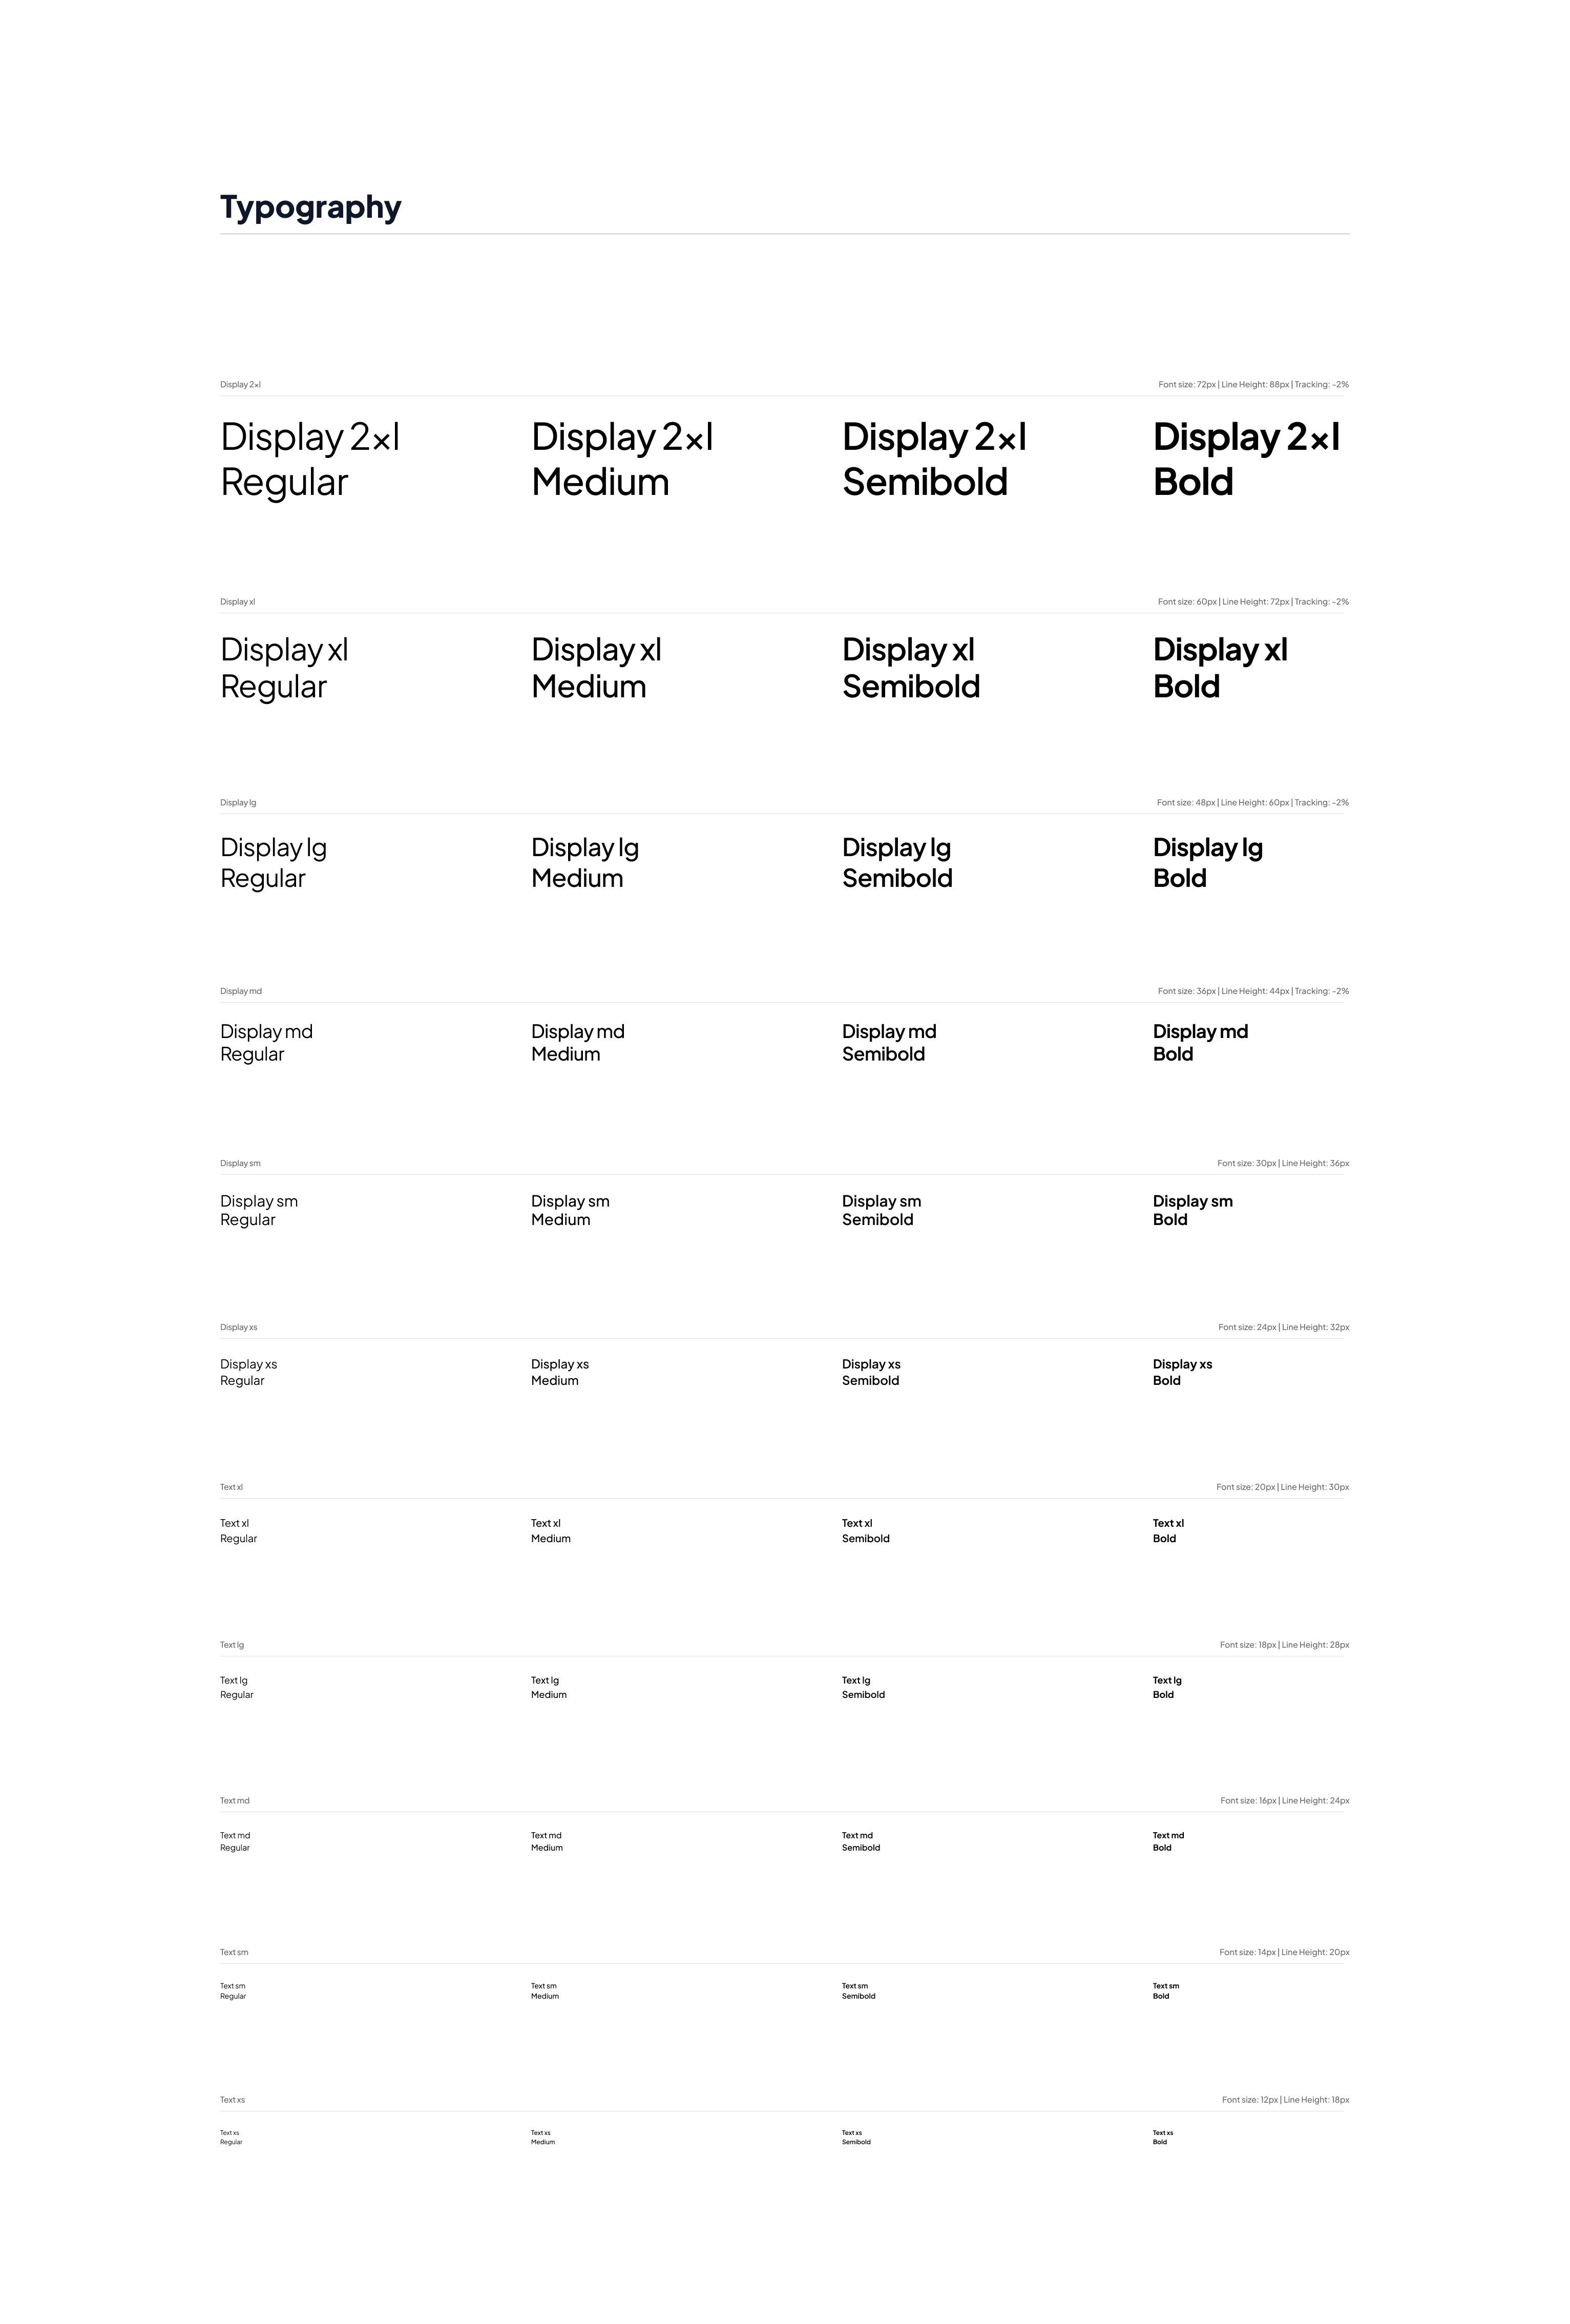 Typography
Display 2xl
Font size: 72px | Line Height: 88px | Tracking: -2%
Display 2xl
Regular
Display 2xl
Medium
Display 2xl
Semibold
Display 2xl
Bold
Display xl
Font size: 60px | Line Height: 72px | Tracking: -2%
Display xl
Regular
Display xl
Medium
Display xl
Semibold
Display xl
Bold
Display lg
Font size: 48px | Line Height: 60px | Tracking: -2%
Display lg
Regular
Display lg
Medium
Display lg
Semibold
Display lg
Bold
Display md
Font size: 36px | Line Height: 44px | Tracking: -2%
Display md
Regular
Display md
Medium
Display md
Semibold
Display md
Bold
Display sm
Font size: 30px | Line Height: 36px
Display sm
Regular
Display sm
Medium
Display sm
Semibold
Display sm
Bold
Display xs
Font size: 24px | Line Height: 32px
Display xs
Regular
Display xs
Medium
Display xs
Semibold
Display xs
Bold
Text xl
Font size: 20px | Line Height: 30px
Text xl
Regular
Text xl
Medium
Text xl
Semibold
Text xl
Bold
Text lg
Font size: 18px | Line Height: 28px
Text lg
Regular
Text lg
Medium
Text lg
Semibold
Text lg
Bold
Text md
Font size: 16px | Line Height: 24px
Text md
Regular
Text md
Medium
Text md
Semibold
Text md
Bold
Text sm
Font size: 14px | Line Height: 20px
Text sm
Regular
Text sm
Medium
Text sm
Semibold
Text sm
Bold
Text xs
Font size: 12px | Line Height: 18px
Text xs
Regular
Text xs
Medium
Text xs
Semibold
Text xs
Bold